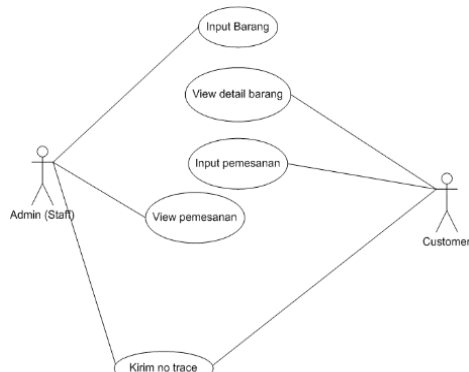 Input Barang
View detail barang
Input pemesanan
Admin (Staff)
View pemesanan
Customer
Kirim no trace